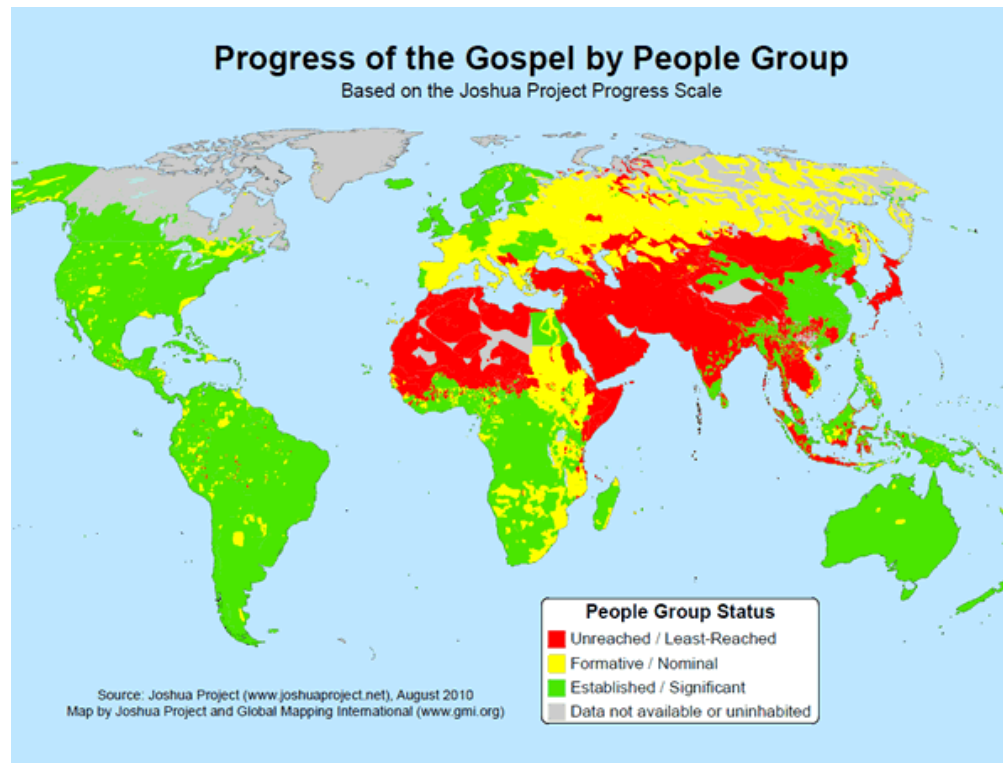 Progress of the Gospel by People Group
Based on the Joshua Project Progress Scale
People Group Status
Unreached / Least-Reached
Formative / Nominal
Established / Significant
Data not available or uninhabited
Source: Joshua Project (www.joshuaproject.net), August 2010
Map by Joshua Project and Global Mapping International (www.gmi.org)